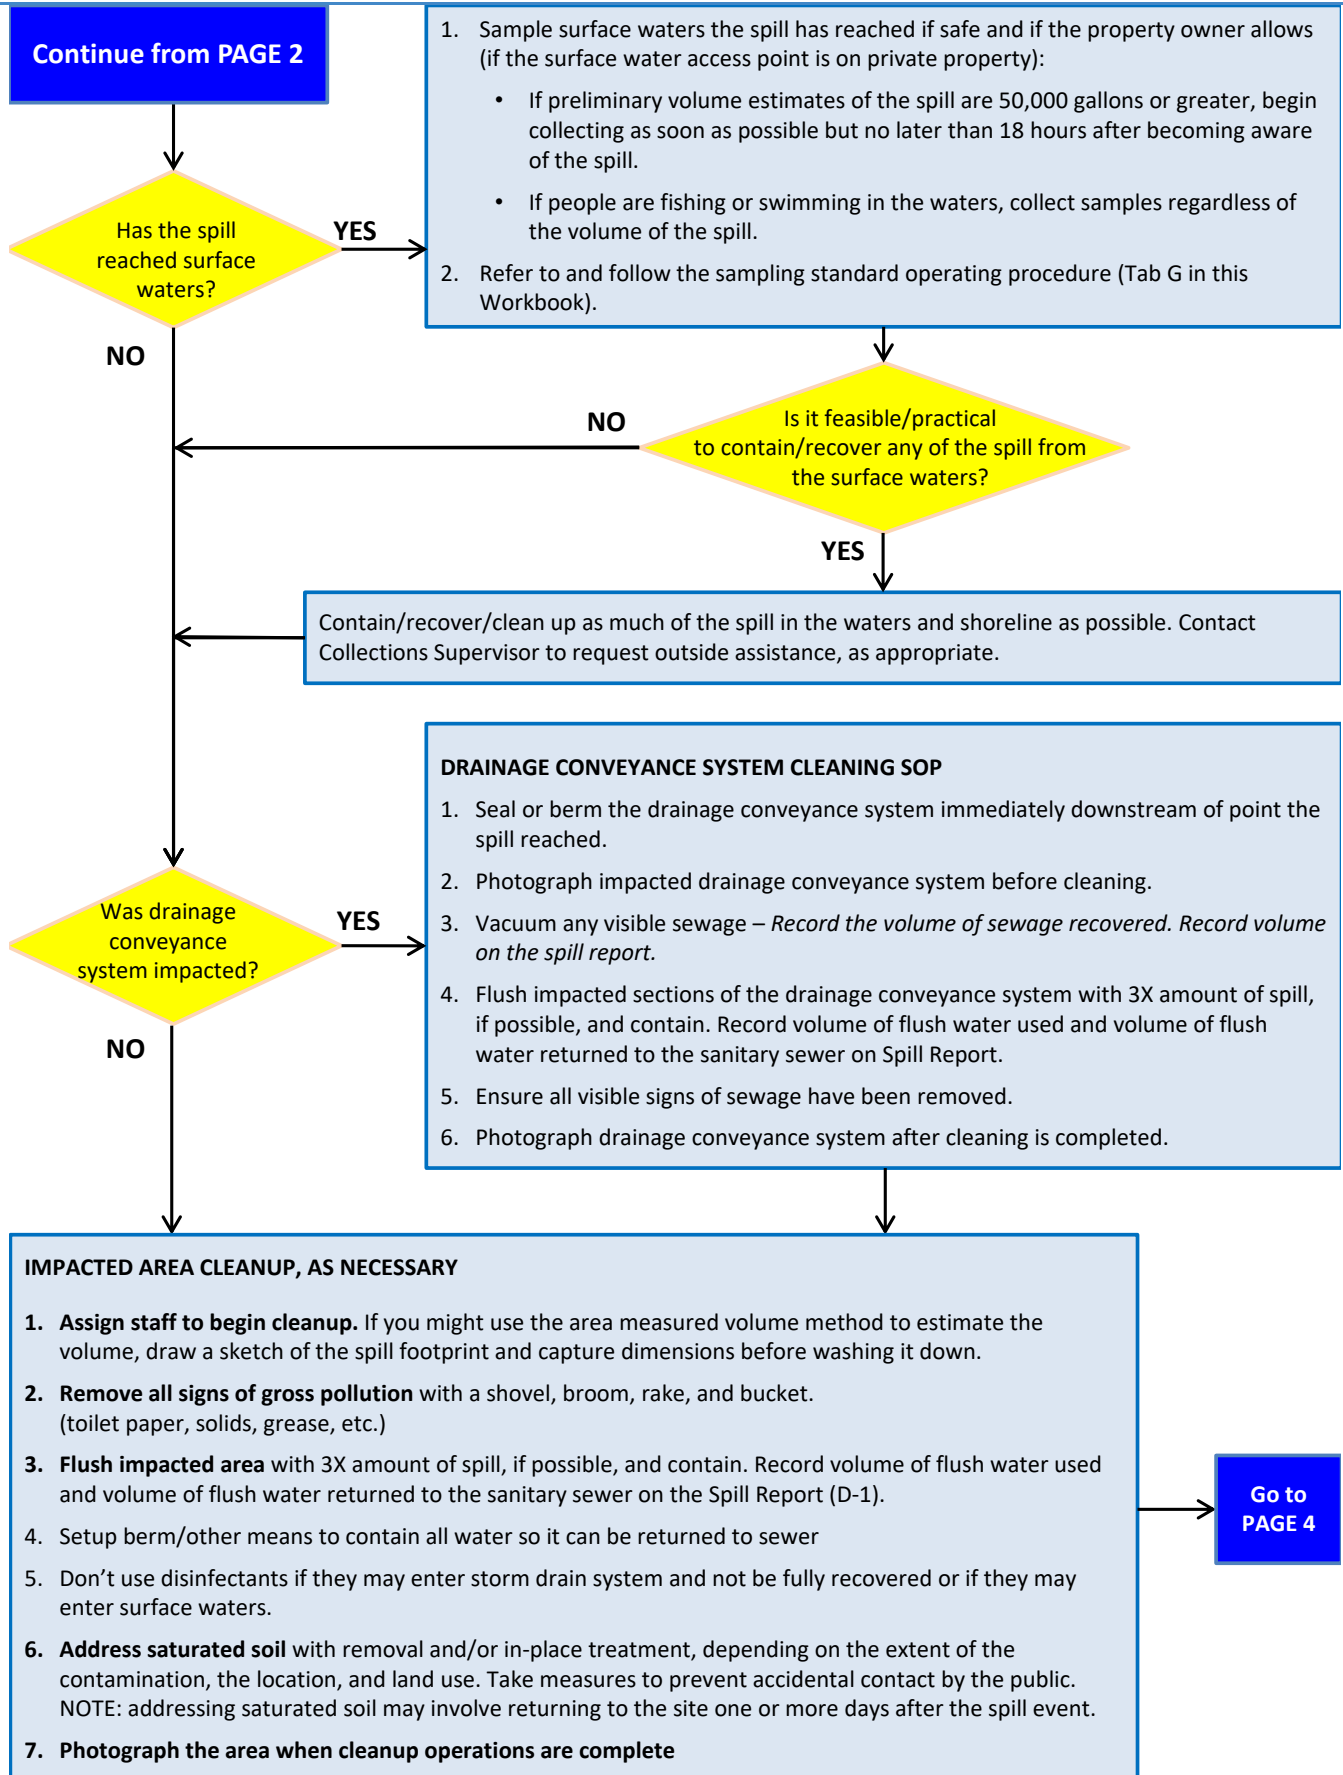 Continue from PAGE 2
1. Sample surface waters the spill has reached if safe and if the property owner allows
(if the surface water access point is on private property):
• If preliminary volume estimates of the spill are 50,000 gallons or greater, begin
collecting as soon as possible but no later than 18 hours after becoming aware
of the spill.
• If people are fishing or swimming in the waters, collect samples regardless of
the volume of the spill.
2. Refer to and follow the sampling standard operating procedure (Tab G in this
Workbook).
Has the spill
reached surface
waters?
YES
NO
Is it feasible/practical
to contain/recover any of the spill from
the surface waters?
NO
YES
Contain/recover/clean up as much of the spill in the waters and shoreline as possible. Contact
Collections Supervisor to request outside assistance, as appropriate.
DRAINAGE CONVEYANCE SYSTEM CLEANING SOP
1. Seal or berm the drainage conveyance system immediately downstream of point the
spill reached.
2. Photograph impacted drainage conveyance system before cleaning.
3. Vacuum any visible sewage – Record the volume of sewage recovered. Record volume
on the spill report.
4. Flush impacted sections of the drainage conveyance system with 3X amount of spill,
if possible, and contain. Record volume of flush water used and volume of flush
water returned to the sanitary sewer on Spill Report.
5. Ensure all visible signs of sewage have been removed.
6. Photograph drainage conveyance system after cleaning is completed.
Was drainage
conveyance
system impacted?
YES
NO
IMPACTED AREA CLEANUP, AS NECESSARY
1. Assign staff to begin cleanup. If you might use the area measured volume method to estimate the
volume, draw a sketch of the spill footprint and capture dimensions before washing it down.
2. Remove all signs of gross pollution with a shovel, broom, rake, and bucket.
(toilet paper, solids, grease, etc.)
3. Flush impacted area with 3X amount of spill, if possible, and contain. Record volume of flush water used
and volume of flush water returned to the sanitary sewer on the Spill Report (D-1).
4. Setup berm/other means to contain all water so it can be returned to sewer
5. Don’t use disinfectants if they may enter storm drain system and not be fully recovered or if they may
enter surface waters.
6. Address saturated soil with removal and/or in-place treatment, depending on the extent of the
contamination, the location, and land use. Take measures to prevent accidental contact by the public.
NOTE: addressing saturated soil may involve returning to the site one or more days after the spill event.
7. Photograph the area when cleanup operations are complete
Go to
PAGE 4